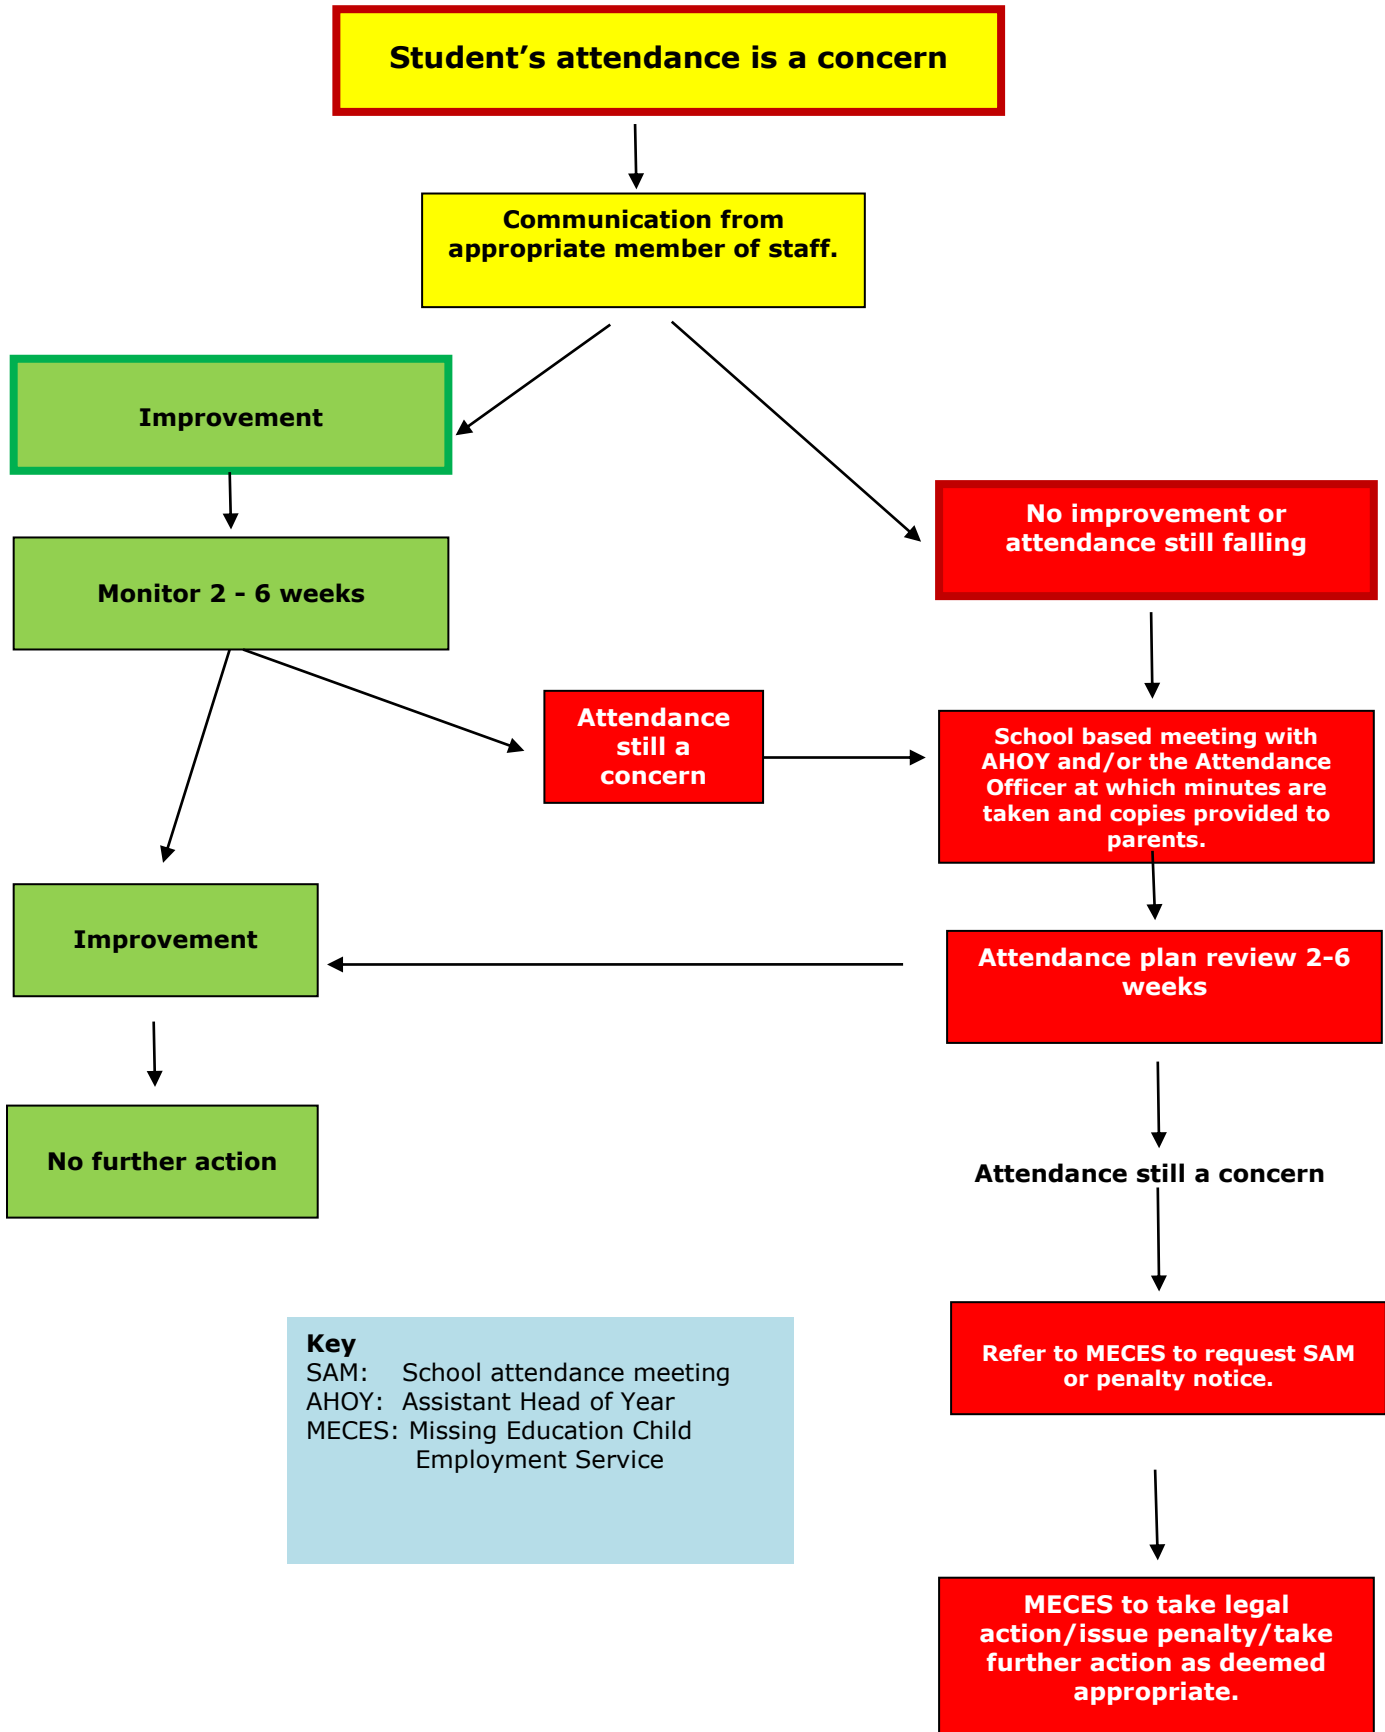 Student’s attendance is a concern
Communication from
appropriate member of staff.
Improvement
No improvement or
attendance still falling
Monitor 2 – 6 weeks
Attendance
still a
concern
School based meeting with
AHOY and/or the Attendance
Officer at which minutes are
taken and copies provided to
parents.
Improvement
Attendance plan review 2–6
weeks
No further action
Attendance still a concern
Refer to MECES to request SAM
or penalty notice.
Key
SAM: School attendance meeting
AHOY: Assistant Head of Year
MECES: Missing Education Child
Employment Service
MECES to take legal
action/issue penalty/take
further action as deemed
appropriate.